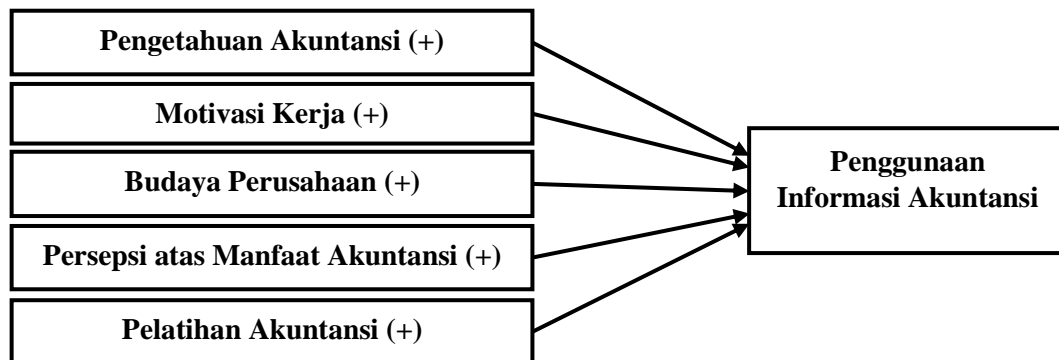 Pengetahuan Akuntansi (+)
Motivasi Kerja (+)
Budaya Perusahaan (+)
Persepsi atas Manfaat Akuntansi (+)
Pelatihan Akuntansi (+)
Penggunaan
Informasi Akuntansi